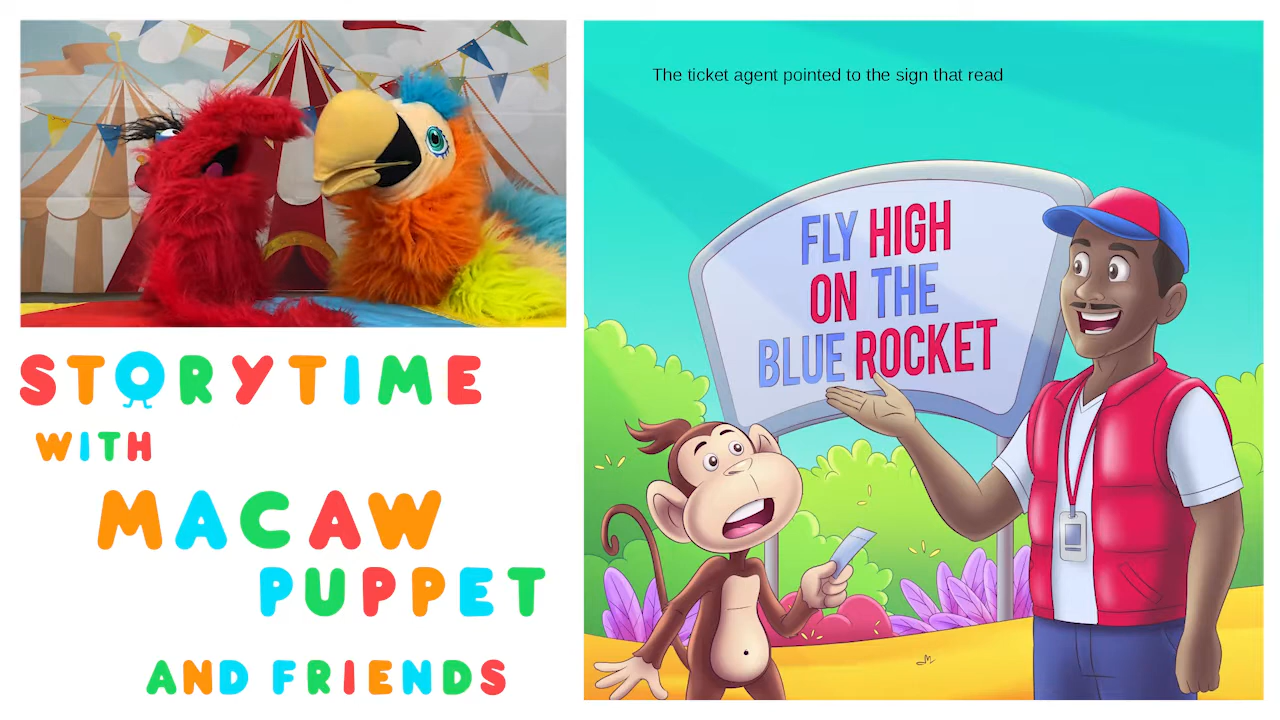 STORYTIME
WITH
MACAW
PUPPET
AND FRIENDS
The ticket agent pointed to the sign that read
FLY HIGH
ON THE
BLUE ROCKET